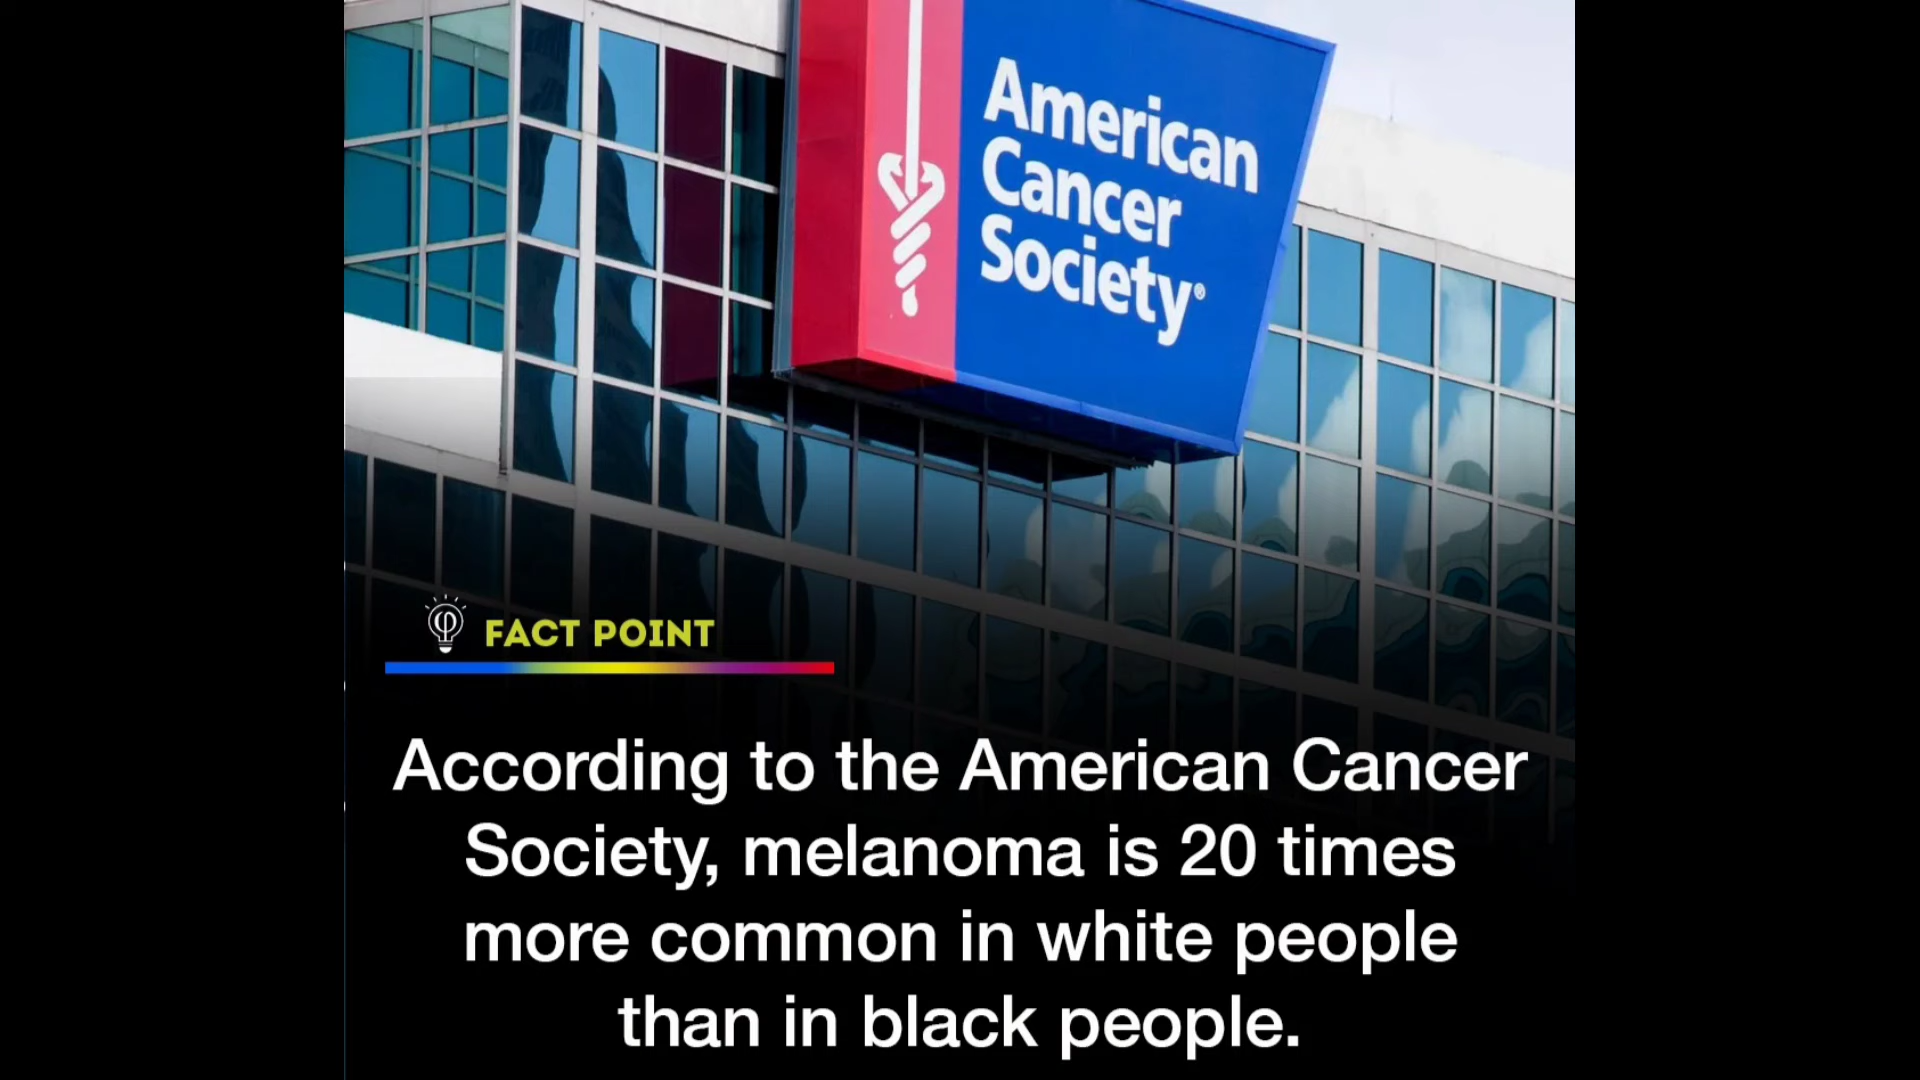 American
Cancer
Society®
FACT POINT
According to the American Cancer
Society, melanoma is 20 times
more common in white people
than in black people.